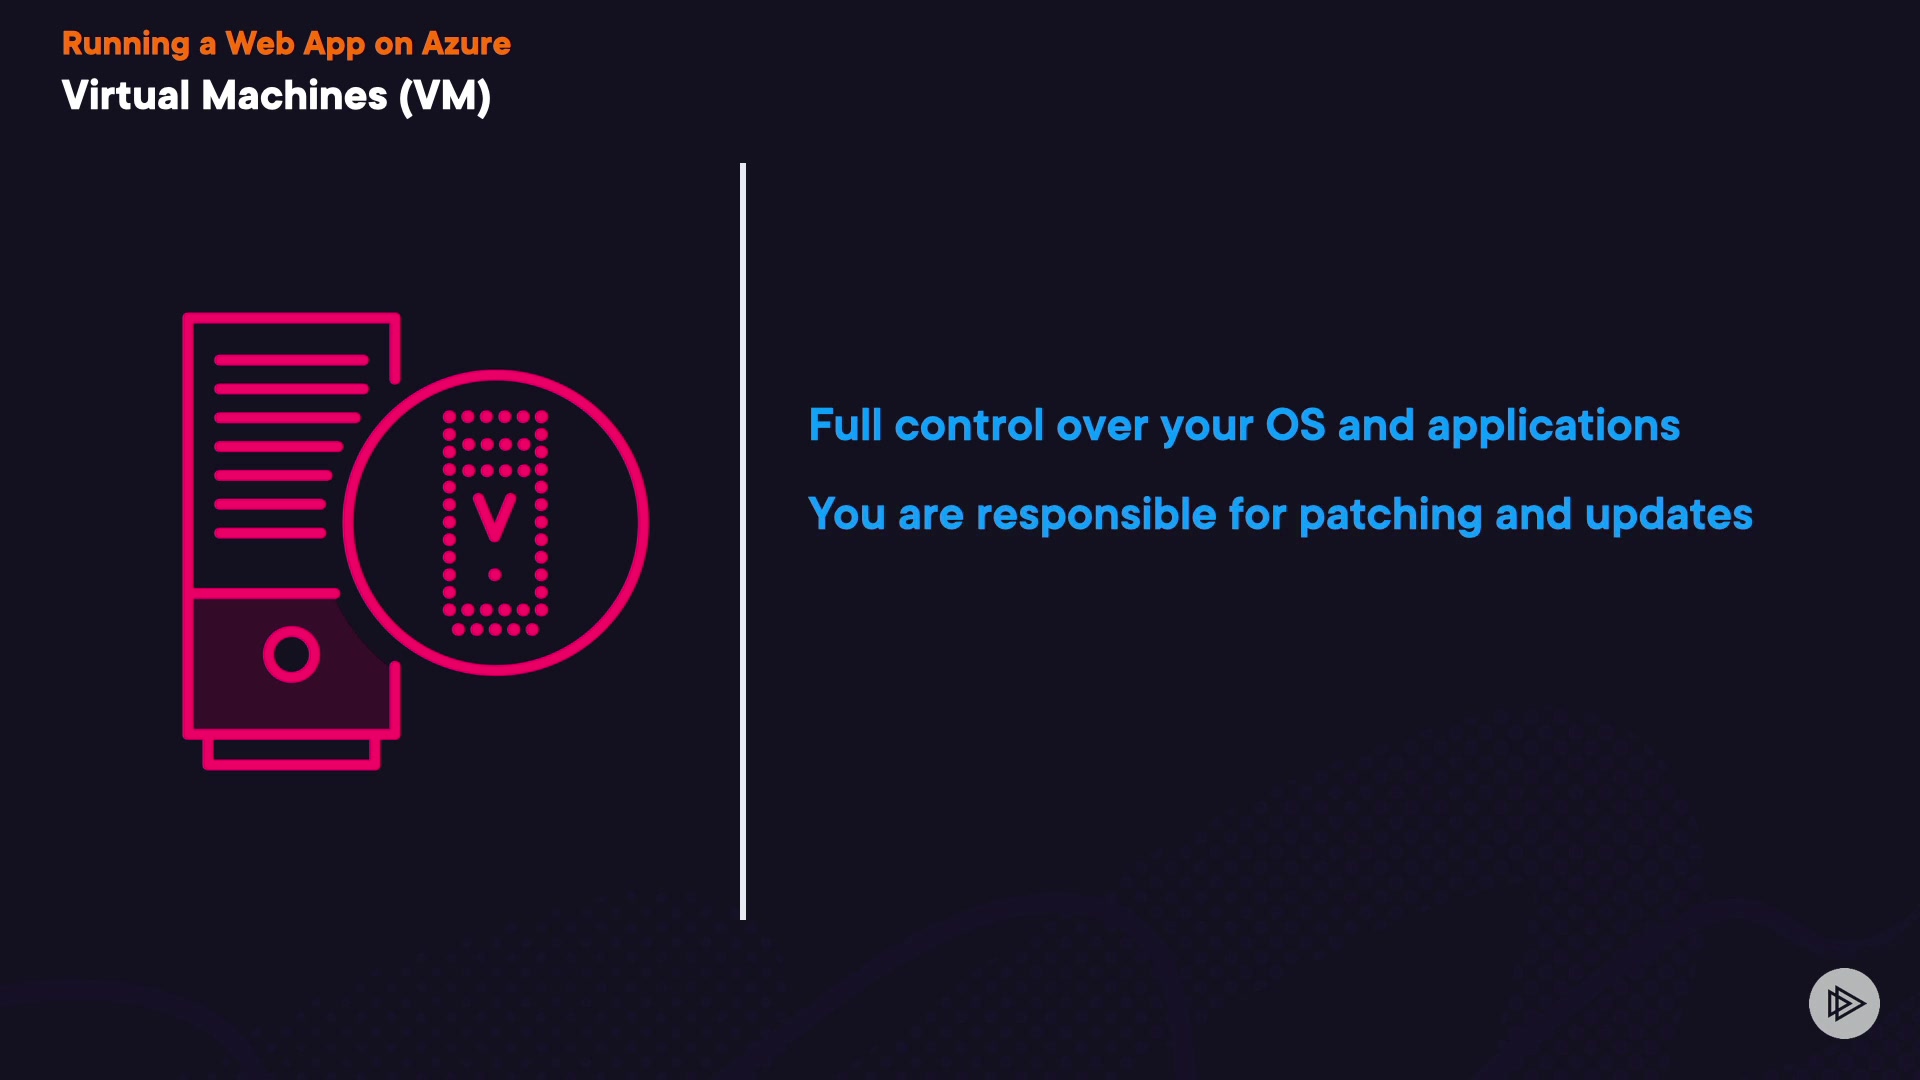 Running a Web App on Azure
Virtual Machines (VM)
Full control over your OS and applications
You are responsible for patching and updates